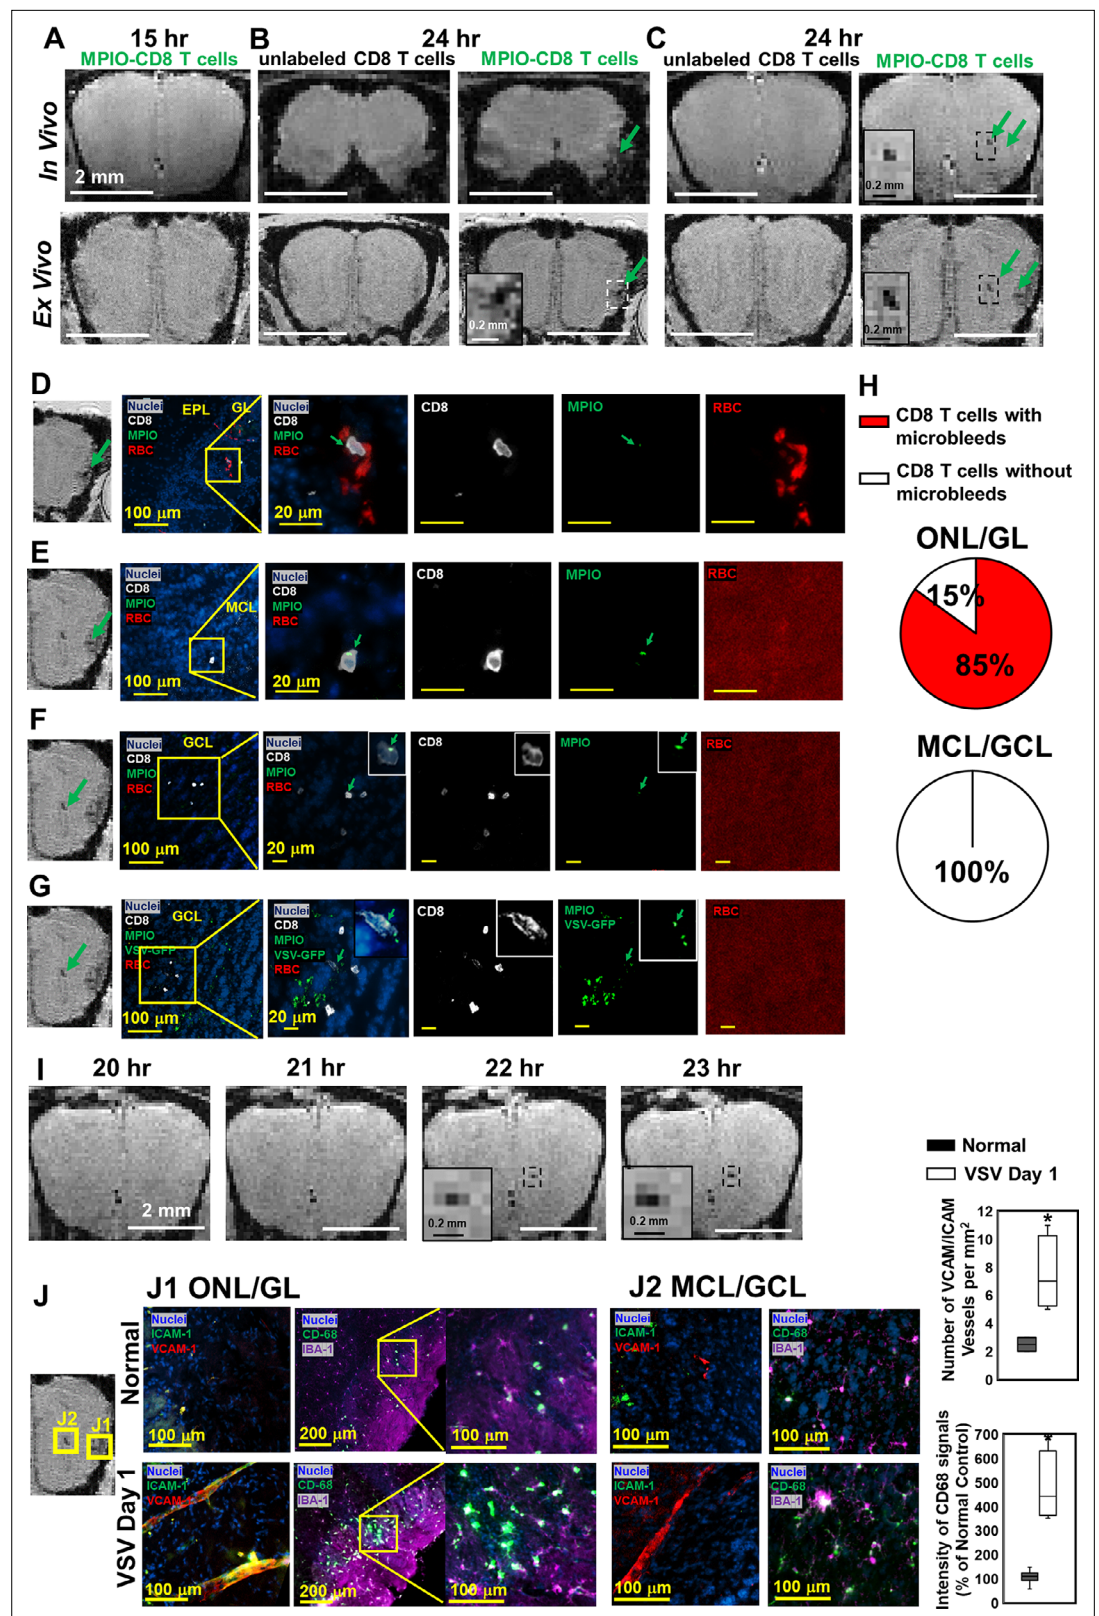 A 15 hr B 24 hr C 24 hr
MPIO-CD8 T cells unlabeled CD8 T cells MPIO-CD8 T cells unlabeled CD8 T cells MPIO-CD8 T cells
In Vivo
2 mm
0.2 mm
Ex Vivo
0.2 mm
0.2 mm
D
Nuclei EPL GL
CD8
MPIO
RBC
100 µm
Nuclei
CD8
MPIO
RBC
20 µm
CD8
MPIO
RBC
E
Nuclei
CD8
MPIO
RBC
MCL
100 µm
Nuclei
CD8
MPIO
RBC
20 µm
CD8
MPIO
RBC
F
Nuclei GCL
CD8
MPIO
RBC
100 µm
Nuclei
CD8
MPIO
RBC
20 µm
CD8
MPIO
RBC
G
Nuclei
CD8 GCL
MPIO
VSV-GFP
RBC
100 µm
Nuclei
CD8
MPIO
VSV-GFP
RBC
20 µm
CD8
MPIO
VSV-GFP
RBC
H
CD8 T cells with
microbleeds
CD8 T cells without
microbleeds
ONL/GL
15%
85%
MCL/GCL
100%
I 20 hr 21 hr 22 hr 23 hr
2 mm
0.2 mm
0.2 mm
J J1 ONL/GL J2 MCL/GCL
J2 J1
Normal
Nuclei
ICAM-1
VCAM-1
100 µm
Nuclei
CD-68
IBA-1
200 µm
100 µm
Nuclei
ICAM-1
VCAM-1
100 µm
Nuclei
CD-68
IBA-1
100 µm
VSV Day 1
Nuclei
ICAM-1
VCAM-1
100 µm
Nuclei
CD-68
IBA-1
200 µm
100 µm
Nuclei
ICAM-1
VCAM-1
100 µm
Nuclei
CD-68
IBA-1
100 µm
Normal
VSV Day 1
Number of VCAM/ICAM
Vessels per mm²
12
10
8
6
4
2
0
*
Intensity of CD68 signals
(% of Normal Control)
700
600
500
400
300
200
100
0
*